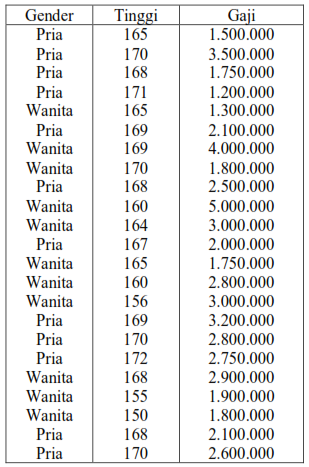 Gender Tinggi Gaji
Pria 165 1.500.000
Pria 170 3.500.000
Pria 168 1.750.000
Pria 171 1.200.000
Wanita 165 1.300.000
Pria 169 2.100.000
Wanita 169 4.000.000
Wanita 170 1.800.000
Pria 168 2.500.000
Wanita 160 5.000.000
Wanita 164 3.000.000
Pria 167 2.000.000
Wanita 165 1.750.000
Wanita 160 2.800.000
Wanita 156 3.000.000
Pria 169 3.200.000
Pria 170 2.800.000
Pria 172 2.750.000
Wanita 168 2.900.000
Wanita 155 1.900.000
Wanita 150 1.800.000
Pria 168 2.100.000
Pria 170 2.600.000